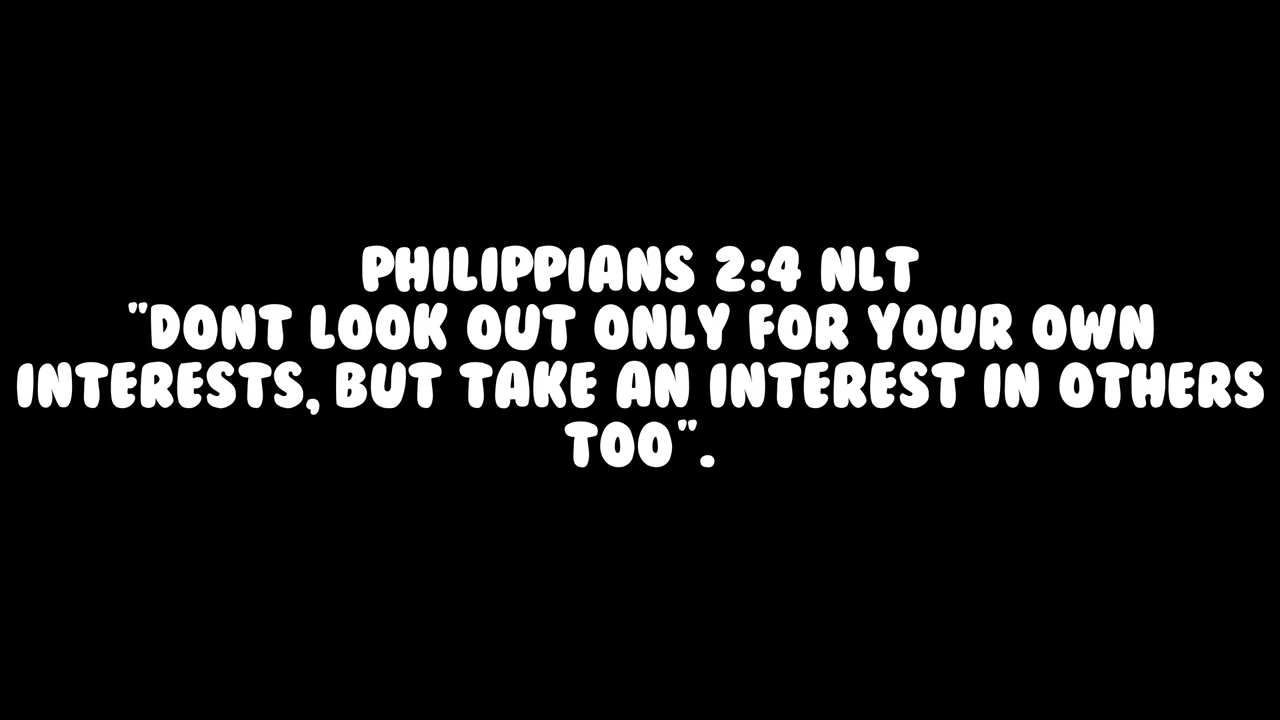 PHILIPPIANS 2:4 NLT
"DONT LOOK OUT ONLY FOR YOUR OWN
INTERESTS, BUT TAKE AN INTEREST IN OTHERS
TOO".